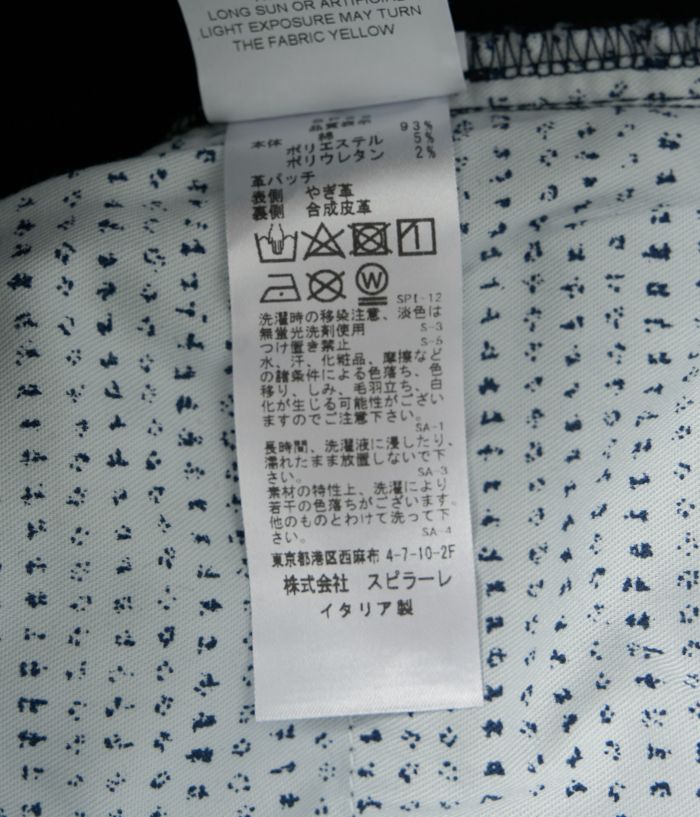 LONG SUN OR ARTIFICIAL
LIGHT EXPOSURE MAY TURN
THE FABRIC YELLOW
品質表示
本体 綿 93%
ポリエステル 5%
ポリウレタン 2%
革パッチ
表側 やぎ革
裏側 合成皮革
1
W
SPI-12
洗濯時の移染注意、淡色は
無蛍光洗剤使用 S-3
つけ置き禁止 S-5
水、汗、化粧品、摩擦など
の諸条件による色落ち、色
移り、しみ、毛羽立ち、白
化が生じる可能性がござい
ますのでご注意下さい。
SA-1
長時間、洗濯液に浸したり、
濡れたまま放置しないで下
さい。 SA-3
素材の特性上、洗濯により
若干の色落ちがございます。
他のものとわけて洗って下
さい。 SA-4
東京都港区西麻布 4-7-10-2F
株式会社 スピラーレ
イタリア製